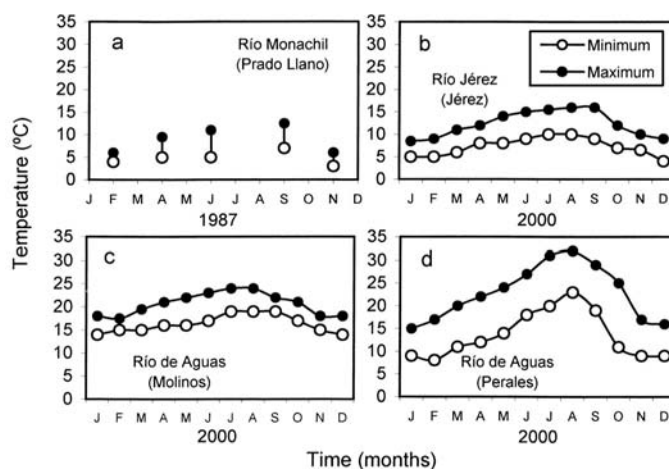 Temperature (ºC)
a
Río Monachil
(Prado Llano)
35
30
25
20
15
10
5
0
J F M A M J J A S O N D
1987
b
Minimum
Maximum
Río Jérez
(Jérez)
35
30
25
20
15
10
5
0
J F M A M J J A S O N D
2000
c
Río de Aguas
(Molinos)
35
30
25
20
15
10
5
0
J F M A M J J A S O N D
2000
d
Río de Aguas
(Perales)
35
30
25
20
15
10
5
0
J F M A M J J A S O N D
2000
Time (months)